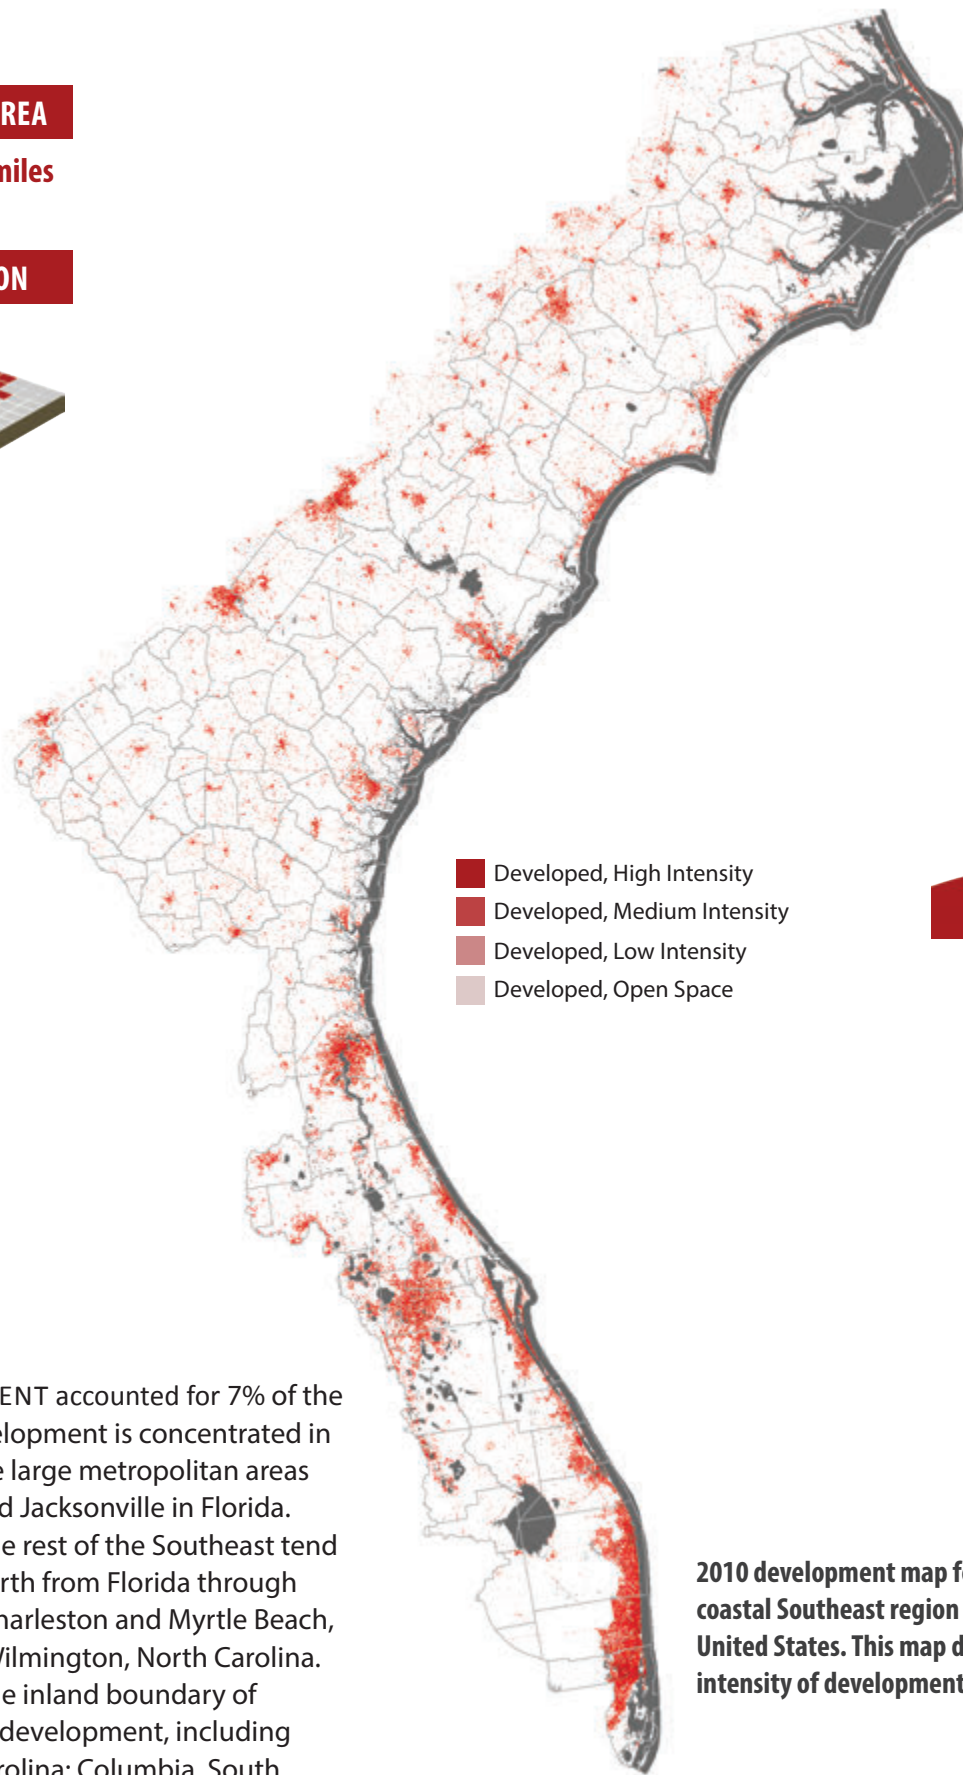 REA
miles
ON
Developed, High Intensity
Developed, Medium Intensity
Developed, Low Intensity
Developed, Open Space
ENT accounted for 7% of the
elopment is concentrated in
e large metropolitan areas
d Jacksonville in Florida.
e rest of the Southeast tend
rth from Florida through
harleston and Myrtle Beach,
Wilmington, North Carolina.
e inland boundary of
development, including
rolina; Columbia, South
2010 development map f
coastal Southeast region
United States. This map d
intensity of development